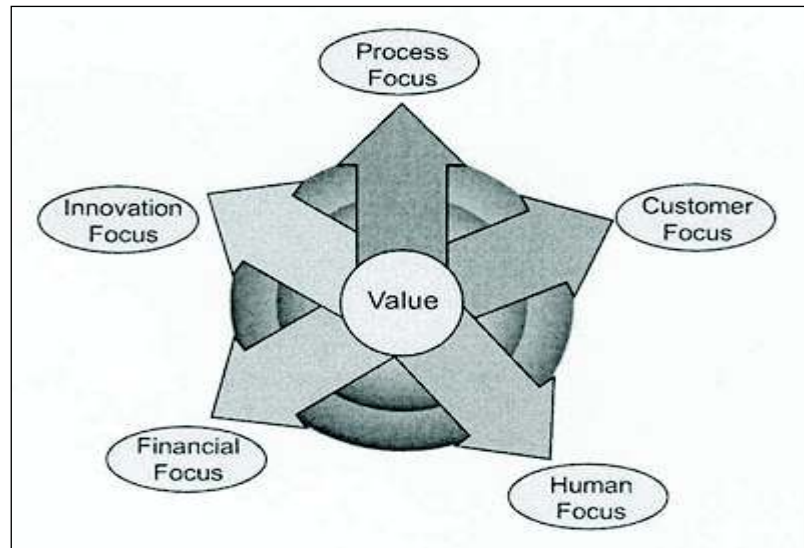 Process
Focus
Innovation
Focus
Customer
Focus
Value
Financial
Focus
Human
Focus